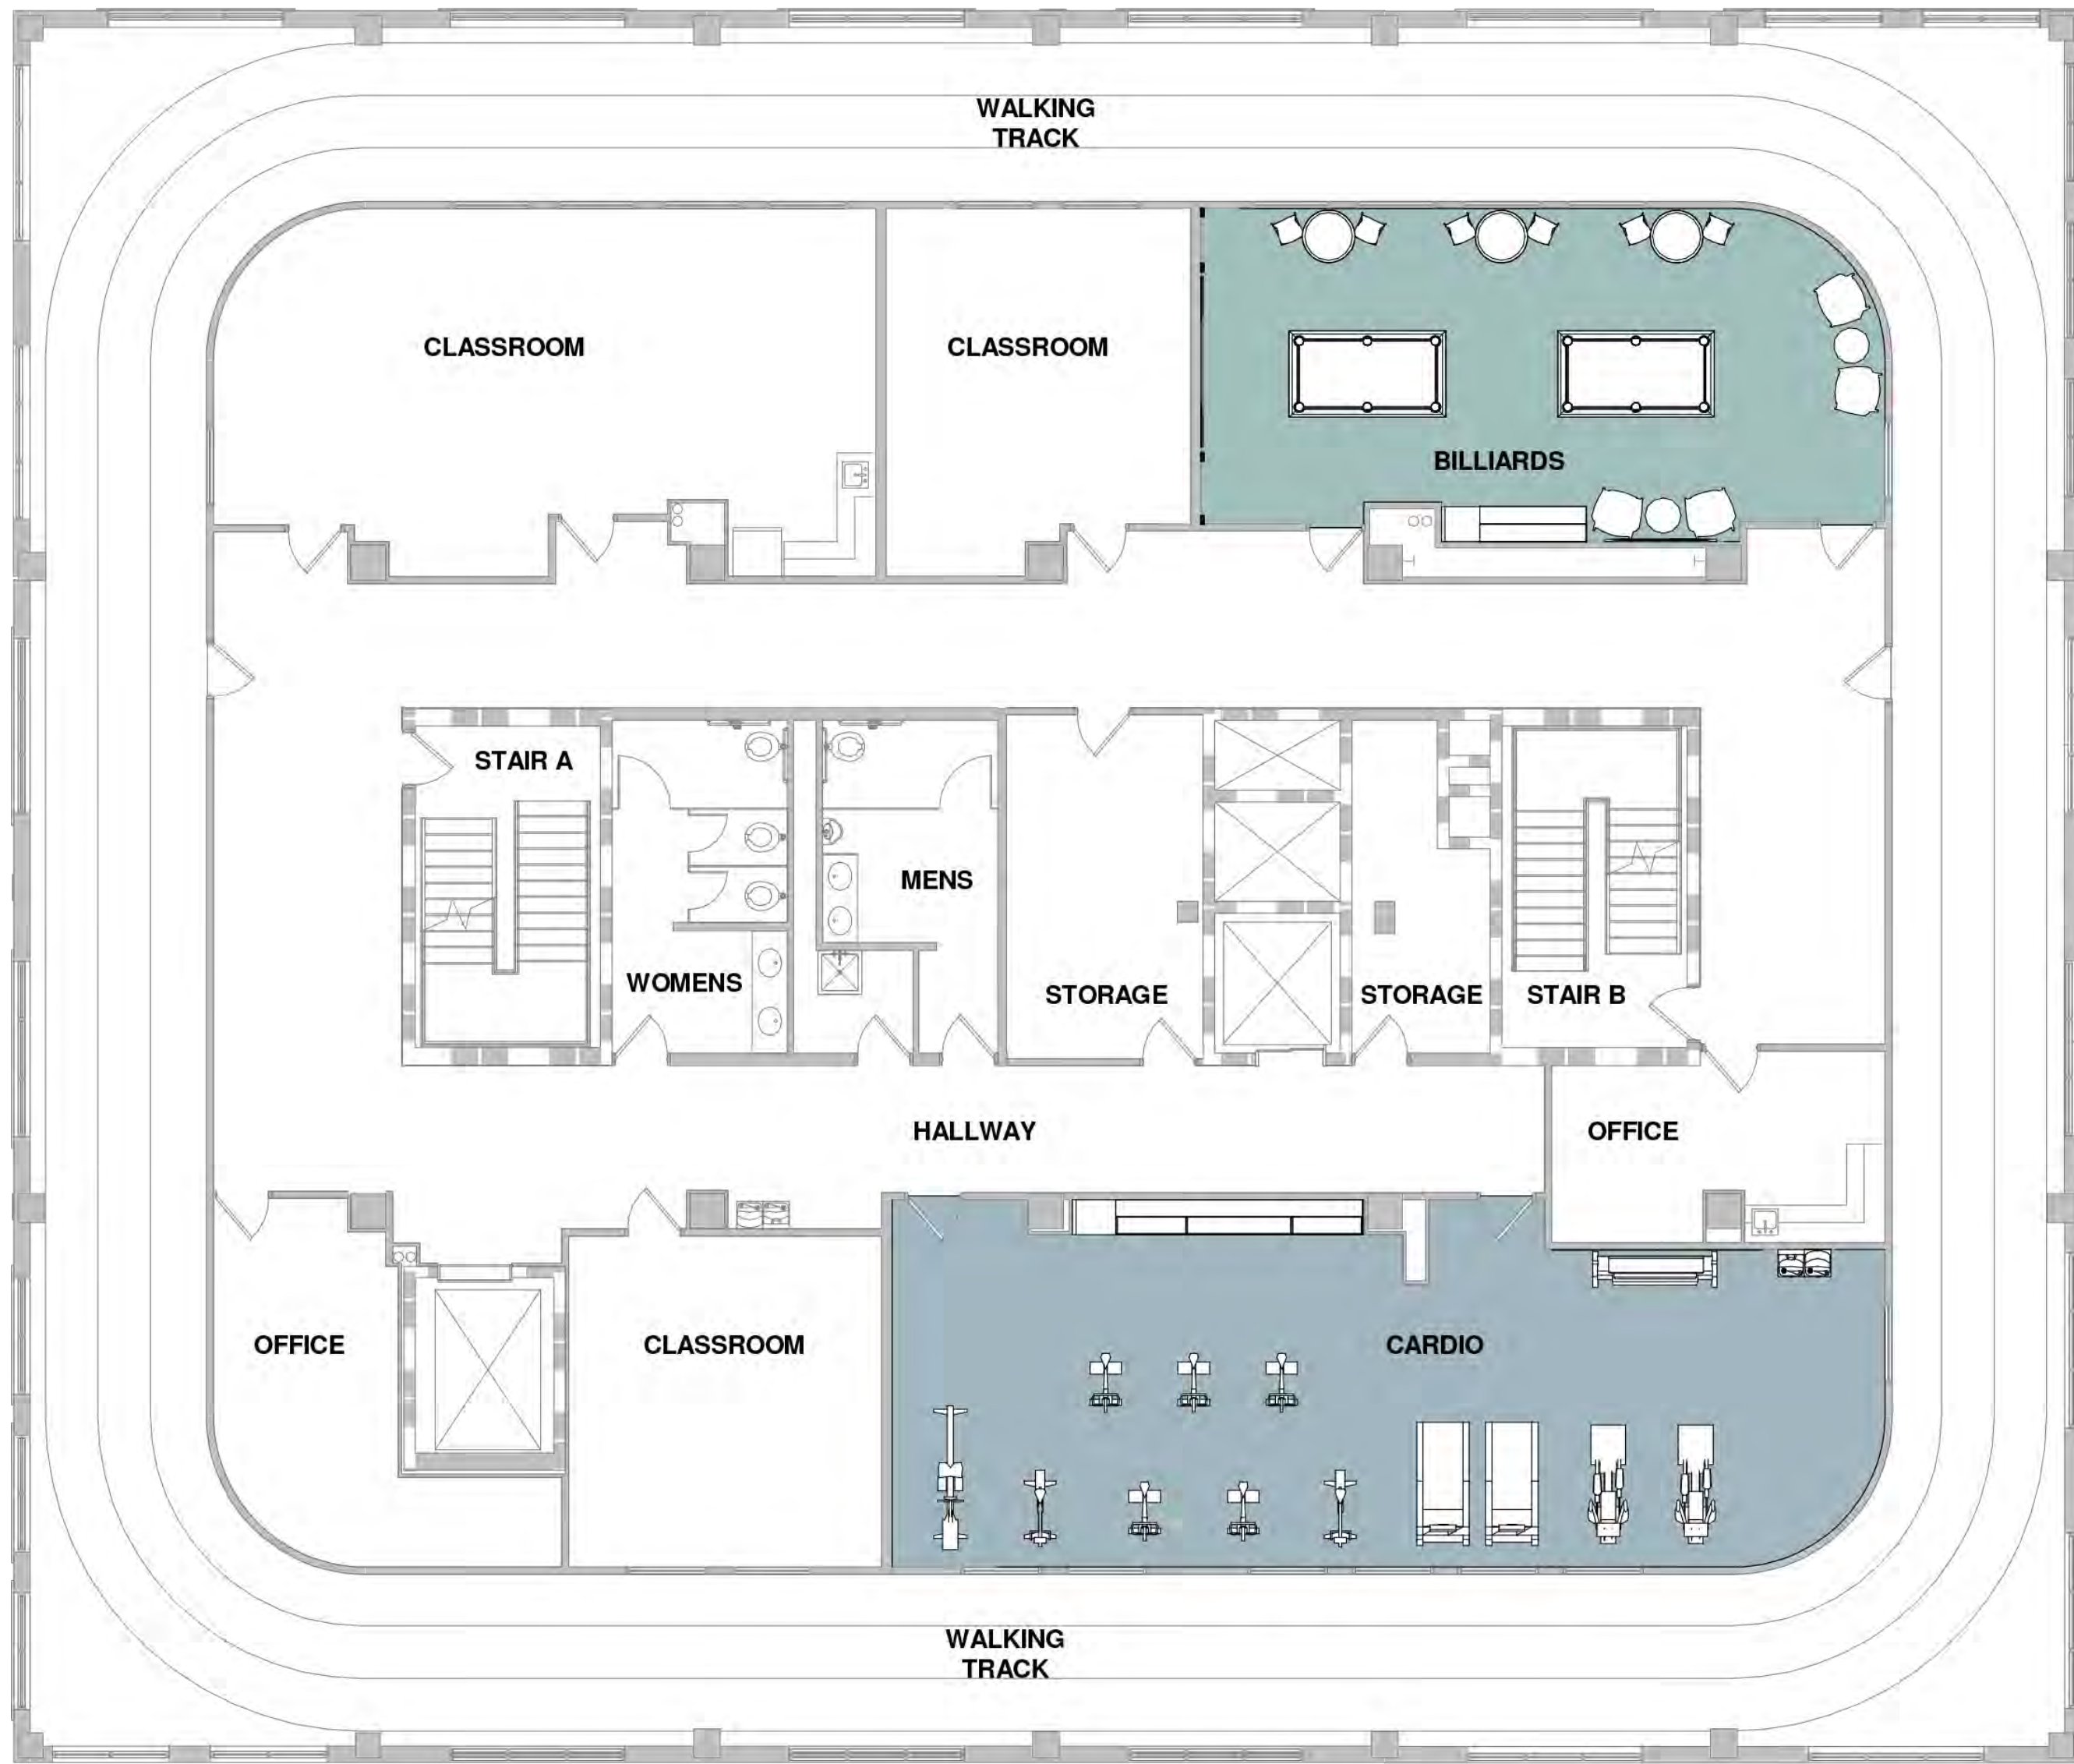 WALKING
TRACK
CLASSROOM
CLASSROOM
BILLIARDS
STAIR A
MENS
WOMENS
STORAGE
STORAGE
STAIR B
HALLWAY
OFFICE
OFFICE
CLASSROOM
CARDIO
WALKING
TRACK